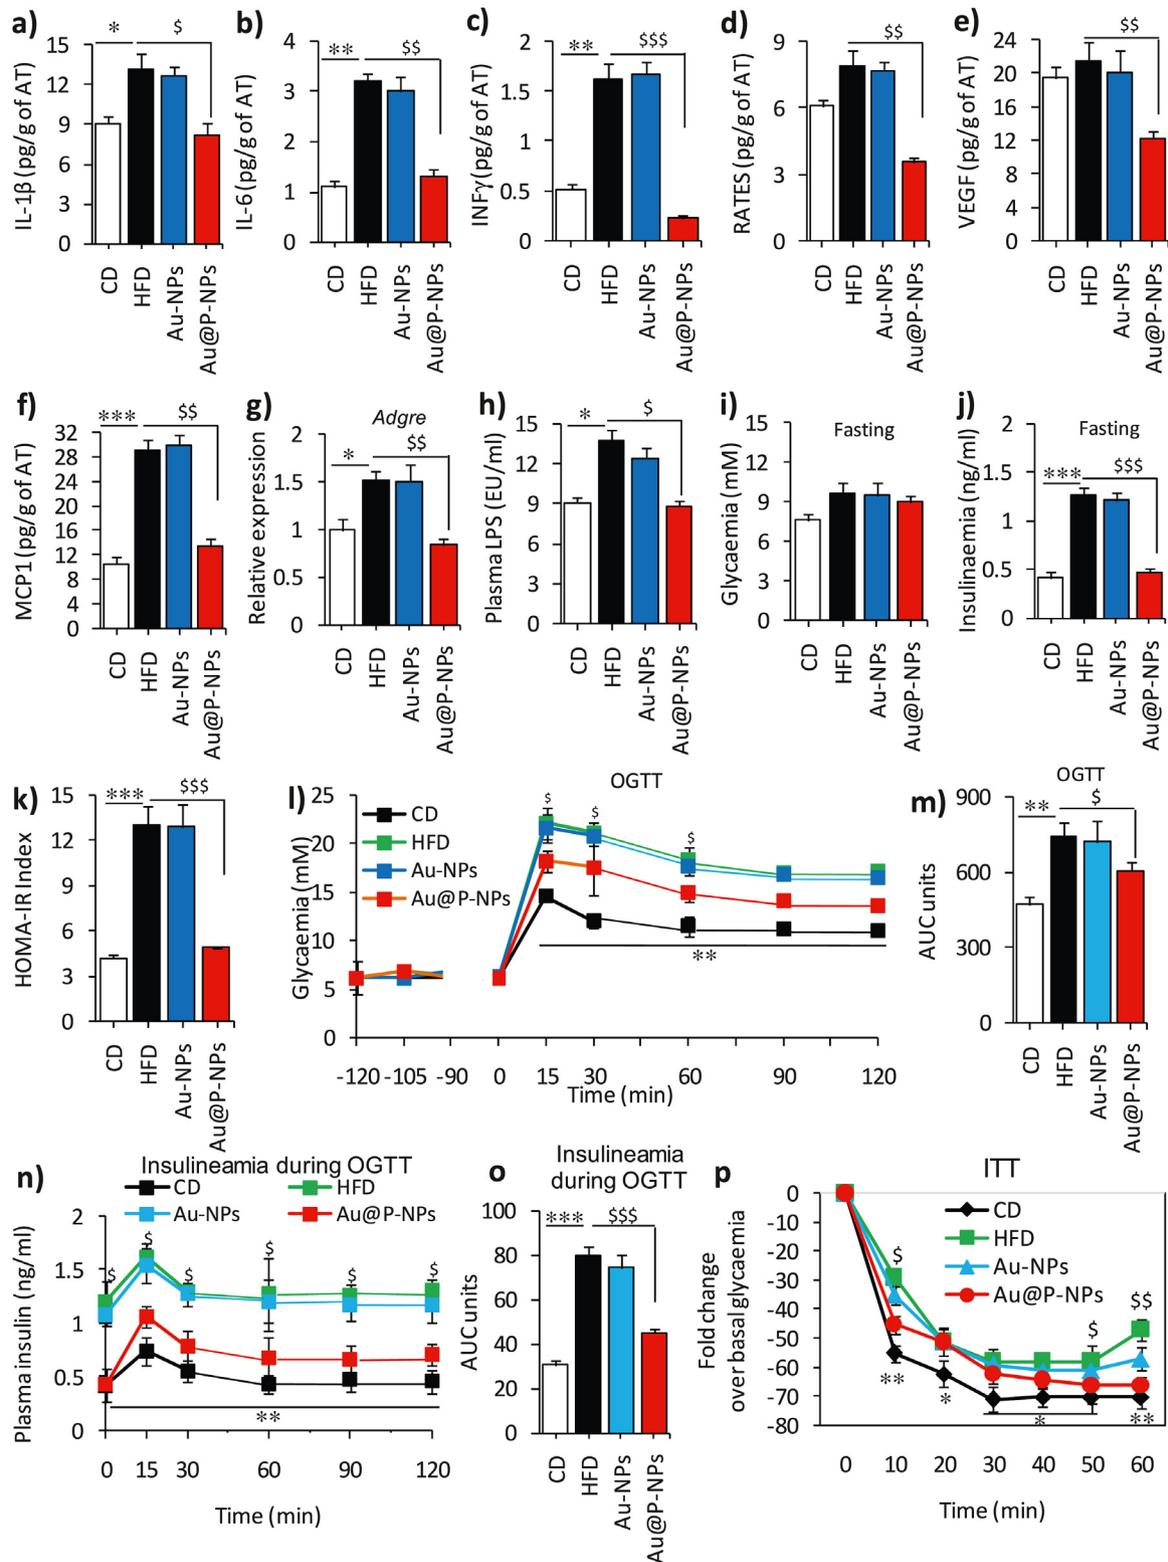 a)
* $
IL-1β (pg/g of AT)
15
12
9
6
3
0
CD
HFD
Au-NPs
Au@P-NPs
b)
** $$
IL-6 (pg/g of AT)
4
3
2
1
0
CD
HFD
Au-NPs
Au@P-NPs
c)
** $$$
INFγ (pg/g of AT)
2
1.5
1
0.5
0
CD
HFD
Au-NPs
Au@P-NPs
d)
$$
RATES (pg/g of AT)
9
6
3
0
CD
HFD
Au-NPs
Au@P-NPs
e)
$$
VEGF (pg/g of AT)
24
20
16
12
8
4
0
CD
HFD
Au-NPs
Au@P-NPs
f)
*** $$
MCP1 (pg/g of AT)
32
28
24
20
16
12
8
4
0
CD
HFD
Au-NPs
Au@P-NPs
g)
Adgre
* $$
Relative expression
2
1.5
1
0.5
0
CD
HFD
Au-NPs
Au@P-NPs
h)
* $
Plasma LPS (EU/ml)
15
12
9
6
3
0
CD
HFD
Au-NPs
Au@P-NPs
i)
Fasting
Glycaemia (mM)
15
12
9
6
3
0
CD
HFD
Au-NPs
Au@P-NPs
j)
Fasting
*** $$$
Insulinaemia (ng/ml)
2
1.5
1
0.5
0
CD
HFD
Au-NPs
Au@P-NPs
k)
*** $$$
HOMA-IR Index
15
12
9
6
3
0
CD
HFD
Au-NPs
Au@P-NPs
l)
OGTT
CD
HFD
Au-NPs
Au@P-NPs
$ $ $
**
Glycaemia (mM)
25
20
15
10
5
0
-120 -105 -90 0 15 30 60 90 120
Time (min)
m)
OGTT
** $
AUC units
900
600
300
0
CD
HFD
Au-NPs
Au@P-NPs
n)
Insulineamia during OGTT
CD HFD
Au-NPs Au@P-NPs
$ $ $ $ $ $
**
Plasma insulin (ng/ml)
2
1.5
1
0.5
0
0 15 30 60 90 120
Time (min)
o
Insulineamia
during OGTT
*** $$$
AUC units
100
80
60
40
20
0
CD
HFD
Au-NPs
Au@P-NPs
p
ITT
CD
HFD
Au-NPs
Au@P-NPs
$ $ $$
** * * **
Fold change
over basal glycaemia
0
-10
-20
-30
-40
-50
-60
-70
-80
0 10 20 30 40 50 60
Time (min)